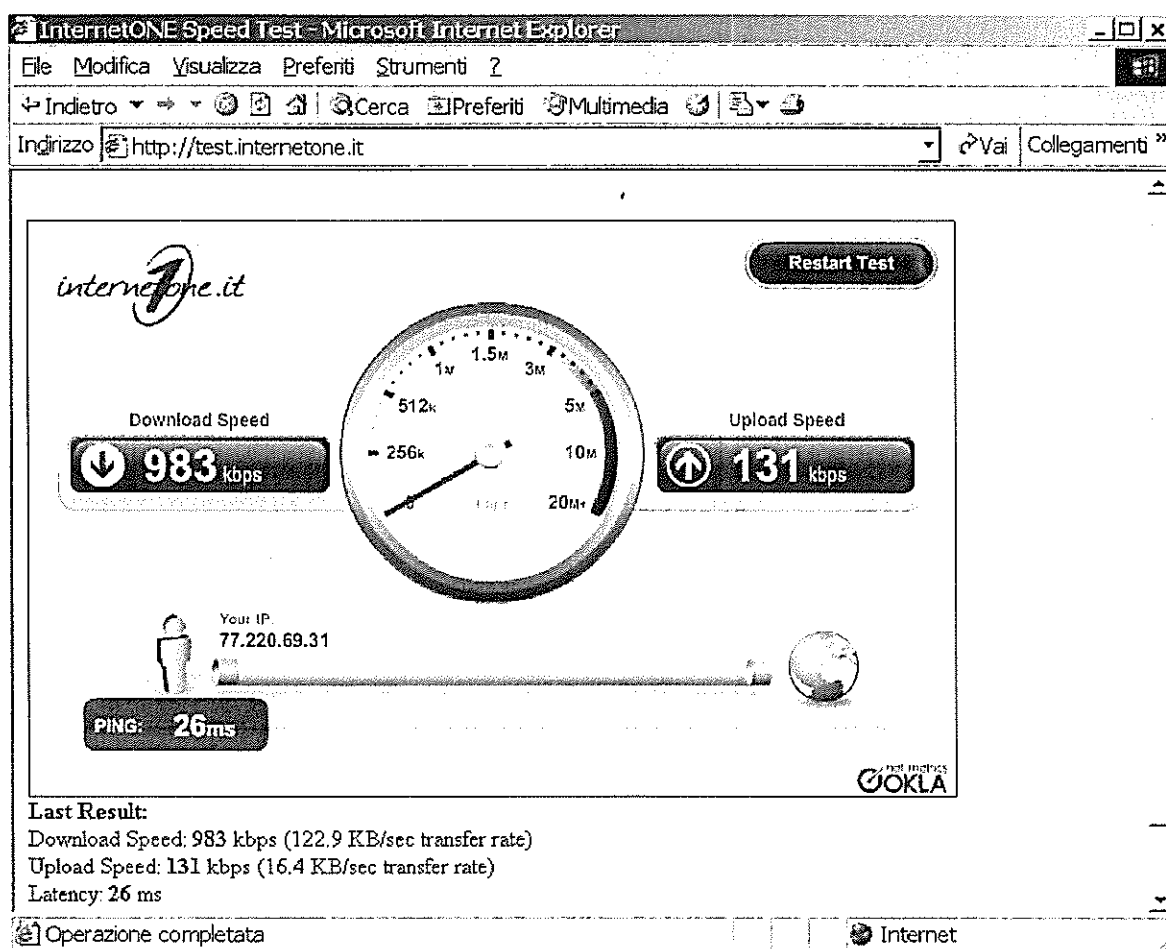 InternetONE Speed Test - Microsoft Internet Explorer
File Modifica Visualizza Preferiti Strumenti ?
Indietro Cerca Preferiti Multimedia
Indirizzo http://test.internetone.it Vai Collegamenti »
internetone.it
Restart Test
1.5M
1M 3M
512k 5M
256k 10M
0 20M+
Download Speed
983 kbps
Upload Speed
131 kbps
Your IP:
77.220.69.31
PING: 26ms
net metrics
OOKLA
Last Result:
Download Speed: 983 kbps (122.9 KB/sec transfer rate)
Upload Speed: 131 kbps (16.4 KB/sec transfer rate)
Latency: 26 ms
Operazione completata Internet